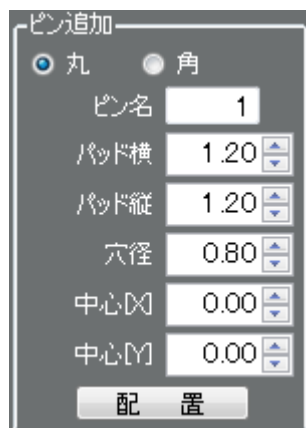 ピン追加
丸 角
ピン名 1
パッド横 1.20
パッド縦 1.20
穴径 0.80
中心[X] 0.00
中心[Y] 0.00
配 置